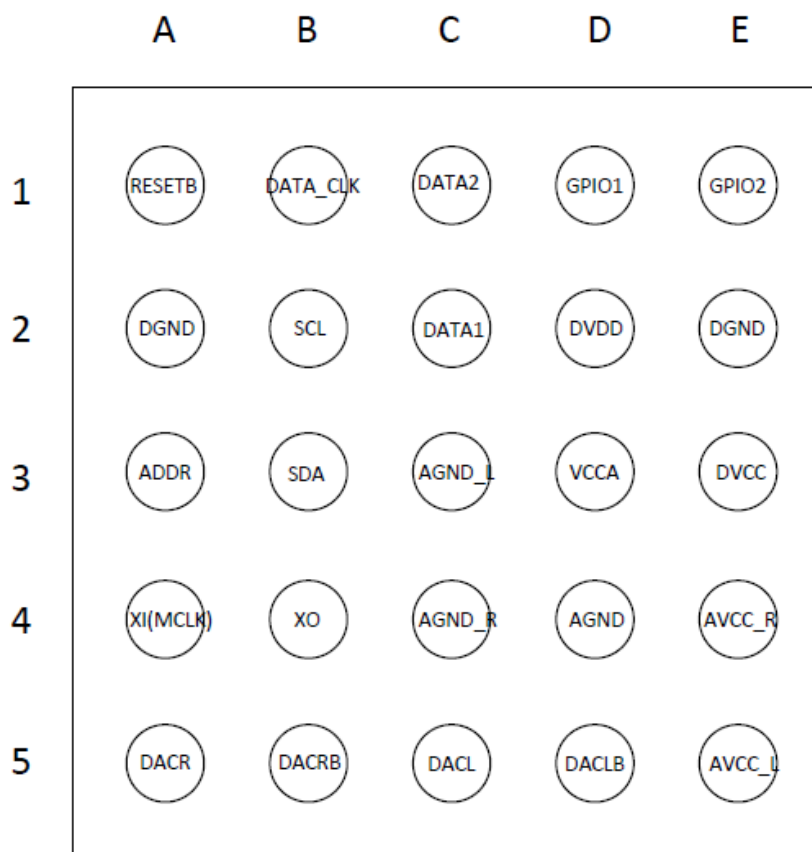 A B C D E
1 RESETB DATA_CLK DATA2 GPIO1 GPIO2
2 DGND SCL DATA1 DVDD DGND
3 ADDR SDA AGND_L VCCA DVCC
4 XI(MCLK) XO AGND_R AGND AVCC_R
5 DACR DACRB DACL DACLB AVCC_L